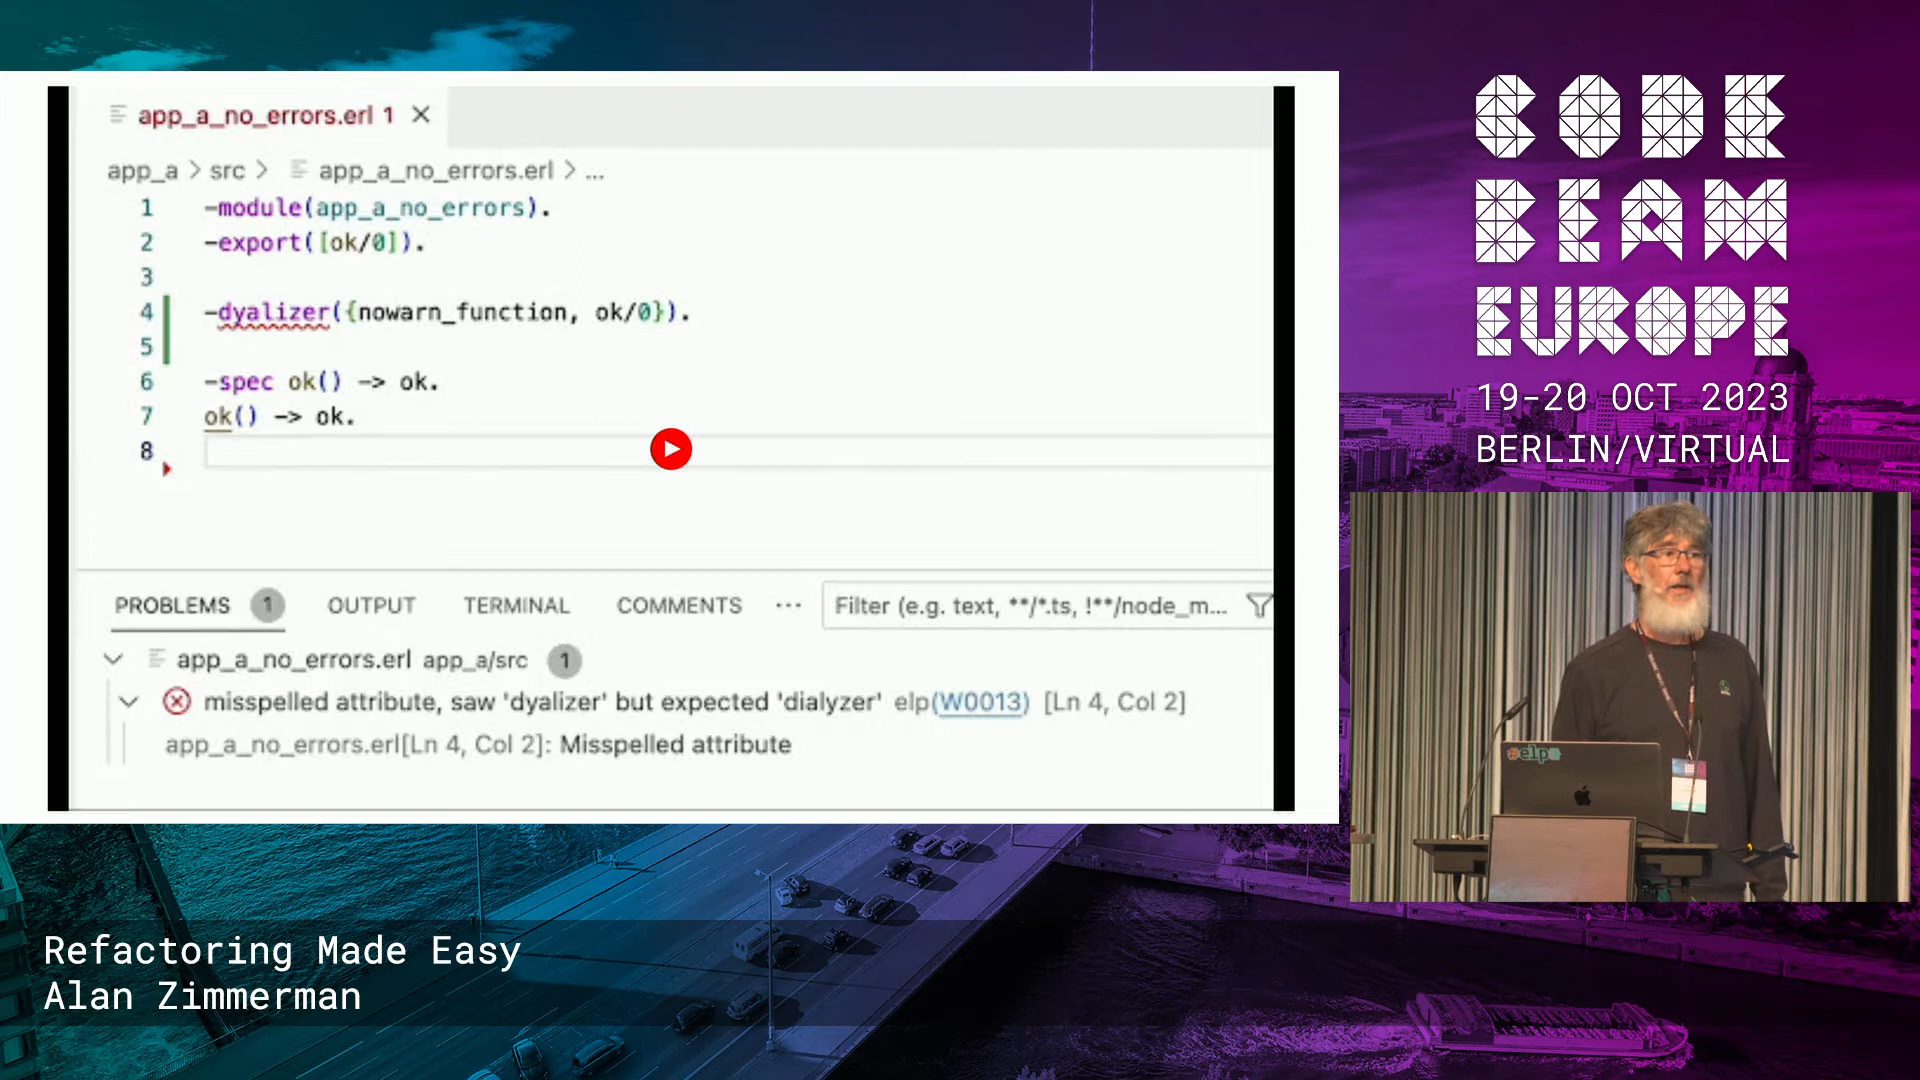 app_a_no_errors.erl 1
app_a > src > app_a_no_errors.erl > ...
1 -module(app_a_no_errors).
2 -export([ok/0]).
3
4 -dyalizer({nowarn_function, ok/0}).
5
6 -spec ok() -> ok.
7 ok() -> ok.
8
PROBLEMS 1 OUTPUT TERMINAL COMMENTS ... Filter (e.g. text, **/*.ts, !**/node_m...
app_a_no_errors.erl app_a/src 1
misspelled attribute, saw 'dyalizer' but expected 'dialyzer' elp(W0013) [Ln 4, Col 2]
app_a_no_errors.erl[Ln 4, Col 2]: Misspelled attribute
CODE
BEAM
EUROPE
19-20 OCT 2023
BERLIN/VIRTUAL
#elp
Refactoring Made Easy
Alan Zimmerman